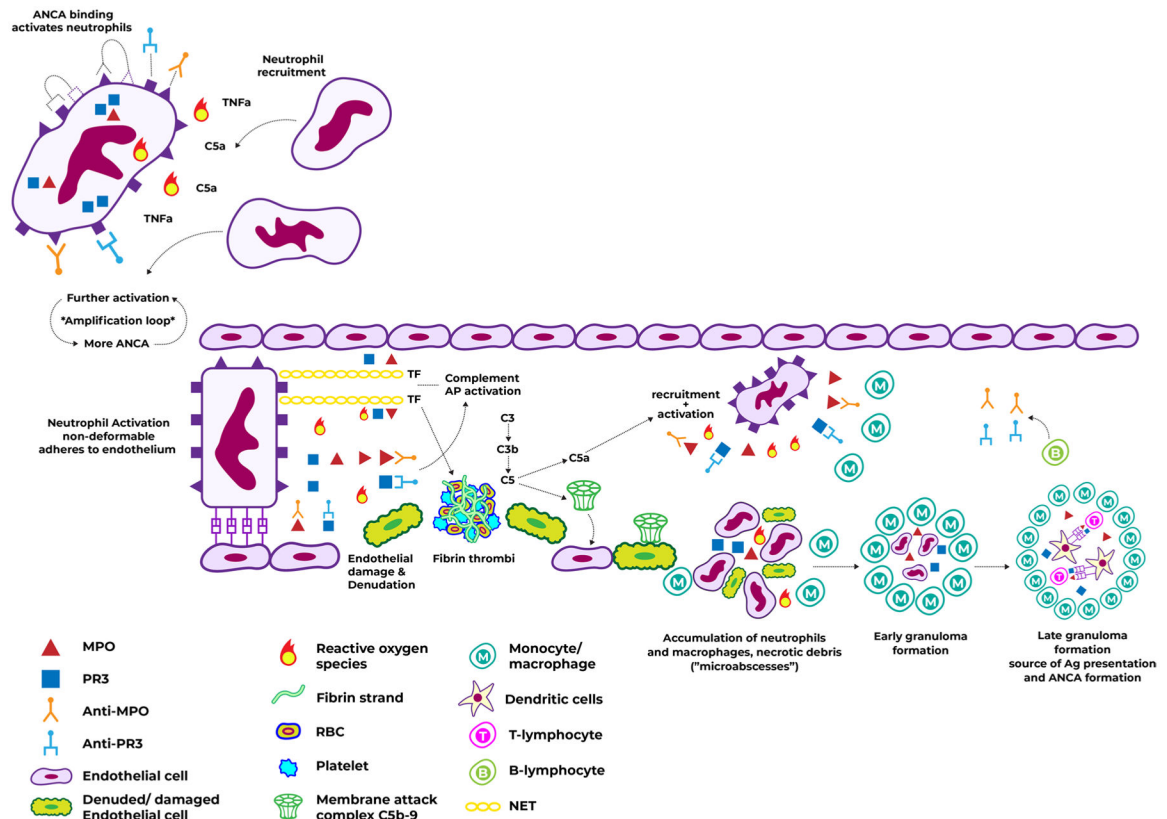 ANCA binding
activates neutrophils
Neutrophil
recruitment
TNFa
C5a
C5a
TNFa
Further activation
*Amplification loop*
More ANCA
Neutrophil Activation
non-deformable
adheres to endothelium
TF
TF
Complement
AP activation
C3
C3b
C5
C5a
recruitment
+
activation
M
M
M
B
Endothelial
damage &
Denudation
Fibrin thrombi
M
M
M
M
Accumulation of neutrophils
and macrophages, necrotic debris
("microabscesses")
M
M
M
M
M
M
M
M
M
M
Early granuloma
formation
M
M
M
M
M
M
M
M
M
M
M
M
M
M
T
T
Late granuloma
formation
source of Ag presentation
and ANCA formation
MPO
PR3
Anti-MPO
Anti-PR3
Endothelial cell
Denuded/ damaged
Endothelial cell
Reactive oxygen
species
Fibrin strand
RBC
Platelet
Membrane attack
complex C5b-9
M
Monocyte/
macrophage
Dendritic cells
T
T-lymphocyte
B
B-lymphocyte
NET